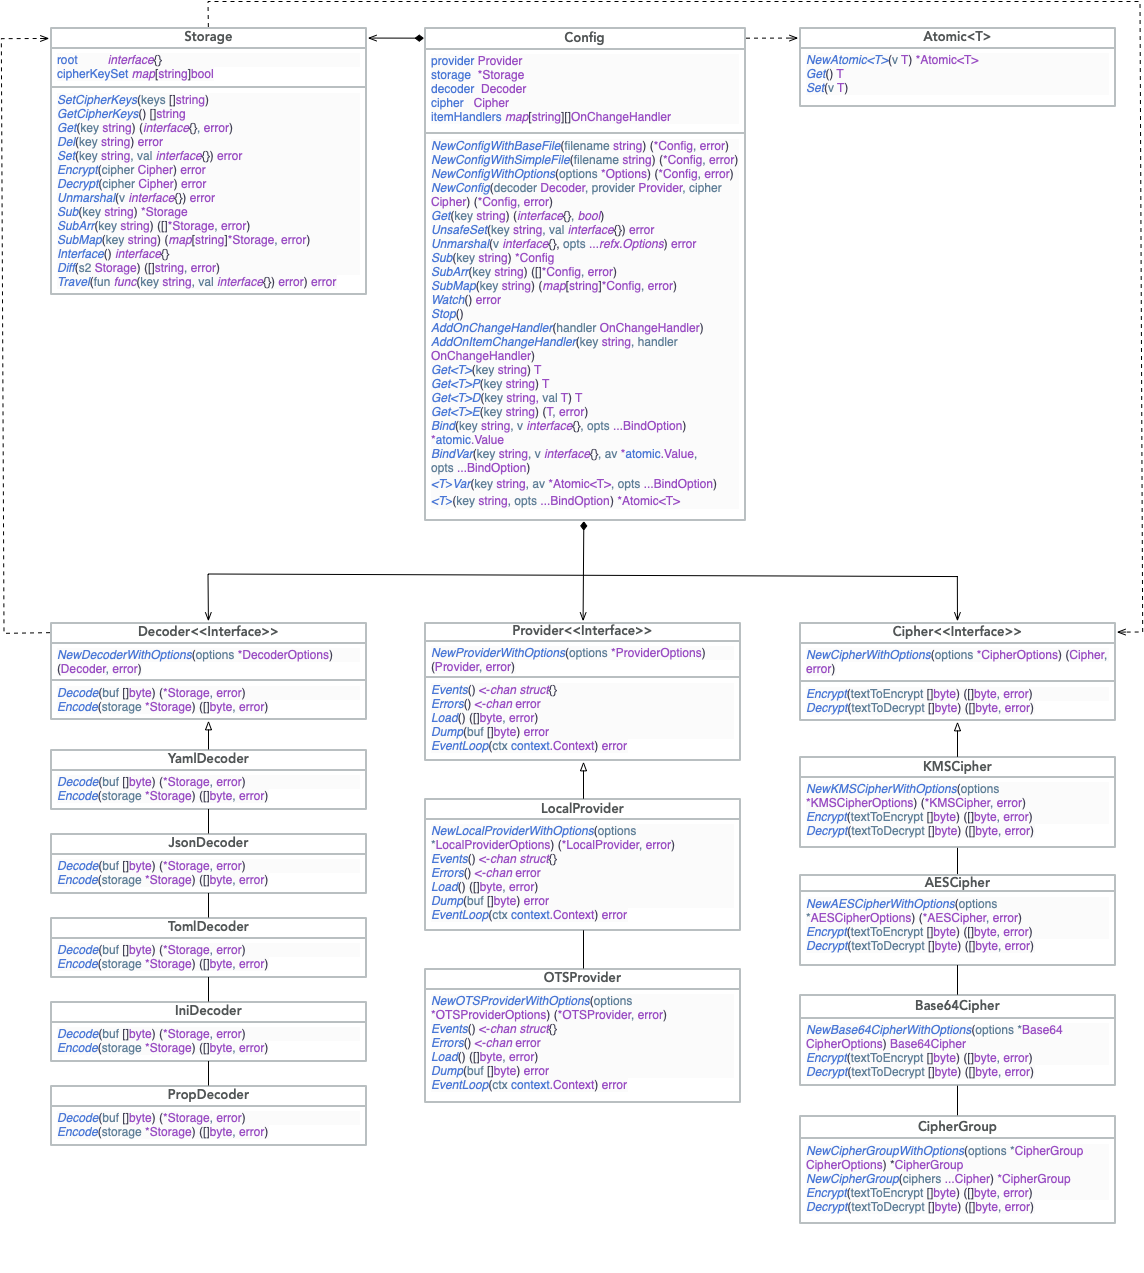 Storage
root interface{}
cipherKeySet map[string]bool
SetCipherKeys(keys []string)
GetCipherKeys() []string
Get(key string) (interface{}, error)
Del(key string) error
Set(key string, val interface{}) error
Encrypt(cipher Cipher) error
Decrypt(cipher Cipher) error
Unmarshal(v interface{}) error
Sub(key string) *Storage
SubArr(key string) ([]*Storage, error)
SubMap(key string) (map[string]*Storage, error)
Interface() interface{}
Diff(s2 Storage) ([]string, error)
Travel(fun func(key string, val interface{}) error) error
Config
provider Provider
storage *Storage
decoder Decoder
cipher Cipher
itemHandlers map[string][]OnChangeHandler
NewConfigWithBaseFile(filename string) (*Config, error)
NewConfigWithSimpleFile(filename string) (*Config, error)
NewConfigWithOptions(options *Options) (*Config, error)
NewConfig(decoder Decoder, provider Provider, cipher
Cipher) (*Config, error)
Get(key string) (interface{}, bool)
UnsafeSet(key string, val interface{}) error
Unmarshal(v interface{}, opts ...refx.Options) error
Sub(key string) *Config
SubArr(key string) ([]*Config, error)
SubMap(key string) (map[string]*Config, error)
Watch() error
Stop()
AddOnChangeHandler(handler OnChangeHandler)
AddOnItemChangeHandler(key string, handler
OnChangeHandler)
Get<T>(key string) T
Get<T>P(key string) T
Get<T>D(key string, val T) T
Get<T>E(key string) (T, error)
Bind(key string, v interface{}, opts ...BindOption)
*atomic.Value
BindVar(key string, v interface{}, av *atomic.Value,
opts ...BindOption)
<T>Var(key string, av *Atomic<T>, opts ...BindOption)
<T>(key string, opts ...BindOption) *Atomic<T>
Atomic<T>
NewAtomic<T>(v T) *Atomic<T>
Get() T
Set(v T)
Decoder<<Interface>>
NewDecoderWithOptions(options *DecoderOptions)
(Decoder, error)
Decode(buf []byte) (*Storage, error)
Encode(storage *Storage) ([]byte, error)
YamlDecoder
Decode(buf []byte) (*Storage, error)
Encode(storage *Storage) ([]byte, error)
JsonDecoder
Decode(buf []byte) (*Storage, error)
Encode(storage *Storage) ([]byte, error)
TomlDecoder
Decode(buf []byte) (*Storage, error)
Encode(storage *Storage) ([]byte, error)
IniDecoder
Decode(buf []byte) (*Storage, error)
Encode(storage *Storage) ([]byte, error)
PropDecoder
Decode(buf []byte) (*Storage, error)
Encode(storage *Storage) ([]byte, error)
Provider<<Interface>>
NewProviderWithOptions(options *ProviderOptions)
(Provider, error)
Events() <-chan struct{}
Errors() <-chan error
Load() ([]byte, error)
Dump(buf []byte) error
EventLoop(ctx context.Context) error
LocalProvider
NewLocalProviderWithOptions(options
*LocalProviderOptions) (*LocalProvider, error)
Events() <-chan struct{}
Errors() <-chan error
Load() ([]byte, error)
Dump(buf []byte) error
EventLoop(ctx context.Context) error
OTSProvider
NewOTSProviderWithOptions(options
*OTSProviderOptions) (*OTSProvider, error)
Events() <-chan struct{}
Errors() <-chan error
Load() ([]byte, error)
Dump(buf []byte) error
EventLoop(ctx context.Context) error
Cipher<<Interface>>
NewCipherWithOptions(options *CipherOptions) (Cipher,
error)
Encrypt(textToEncrypt []byte) ([]byte, error)
Decrypt(textToDecrypt []byte) ([]byte, error)
KMSCipher
NewKMSCipherWithOptions(options
*KMSCipherOptions) (*KMSCipher, error)
Encrypt(textToEncrypt []byte) ([]byte, error)
Decrypt(textToDecrypt []byte) ([]byte, error)
AESCipher
NewAESCipherWithOptions(options
*AESCipherOptions) (*AESCipher, error)
Encrypt(textToEncrypt []byte) ([]byte, error)
Decrypt(textToDecrypt []byte) ([]byte, error)
Base64Cipher
NewBase64CipherWithOptions(options *Base64
CipherOptions) Base64Cipher
Encrypt(textToEncrypt []byte) ([]byte, error)
Decrypt(textToDecrypt []byte) ([]byte, error)
CipherGroup
NewCipherGroupWithOptions(options *CipherGroup
CipherOptions) *CipherGroup
NewCipherGroup(ciphers ...Cipher) *CipherGroup
Encrypt(textToEncrypt []byte) ([]byte, error)
Decrypt(textToDecrypt []byte) ([]byte, error)